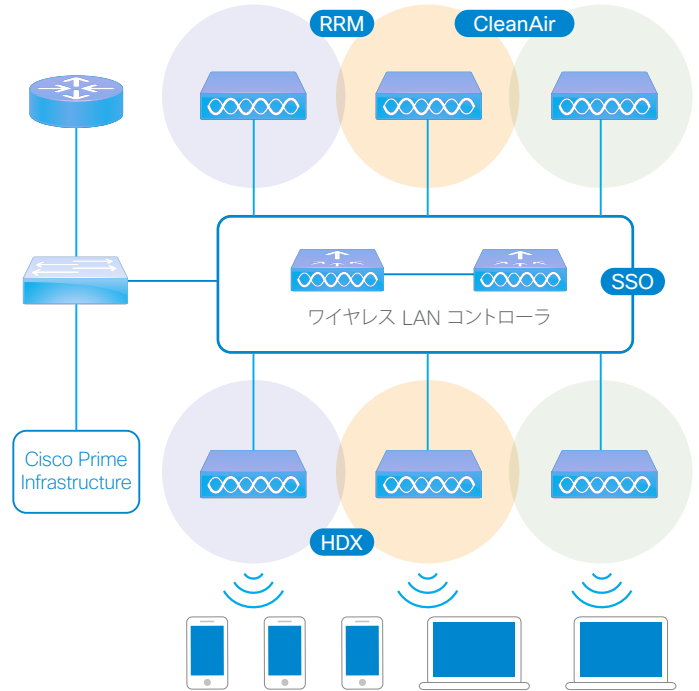 RRM
CleanAir
SSO
ワイヤレス LAN コントローラ
Cisco Prime
Infrastructure
HDX